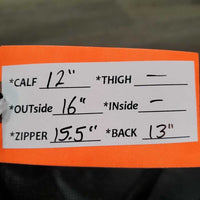 *CALF 12" *THIGH —
*OUTside 16" *INside —
*ZIPPER 15.5" *BACK 13"